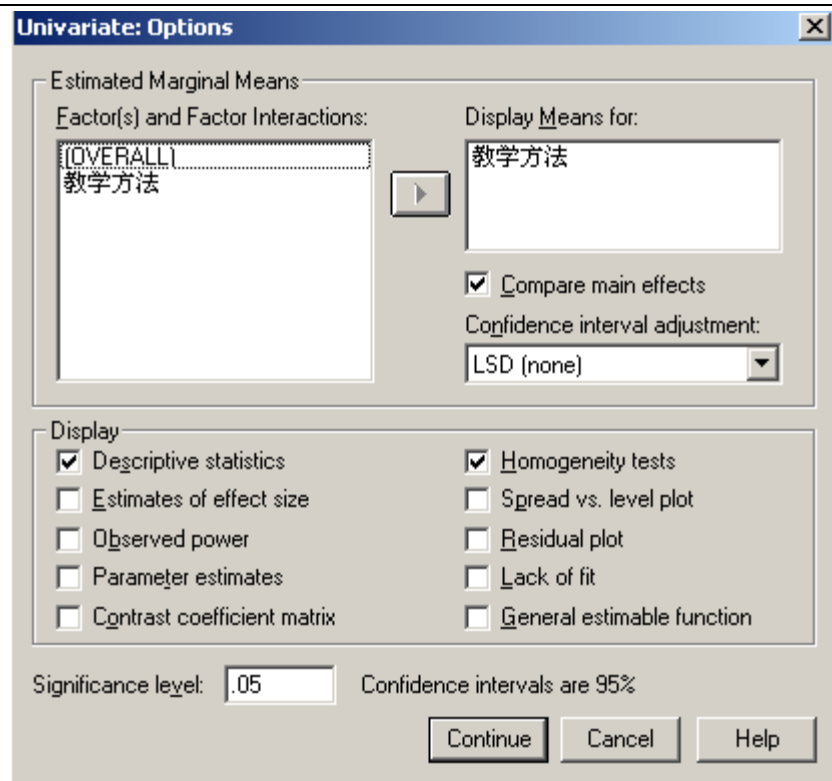 Univariate: Options
Estimated Marginal Means
Factor(s) and Factor Interactions:
(OVERALL)
教学方法
Display Means for:
教学方法
Compare main effects
Confidence interval adjustment:
LSD (none)
Display
Descriptive statistics
Homogeneity tests
Estimates of effect size
Spread vs. level plot
Observed power
Residual plot
Parameter estimates
Lack of fit
Contrast coefficient matrix
General estimable function
Significance level: .05 Confidence intervals are 95%
Continue Cancel Help